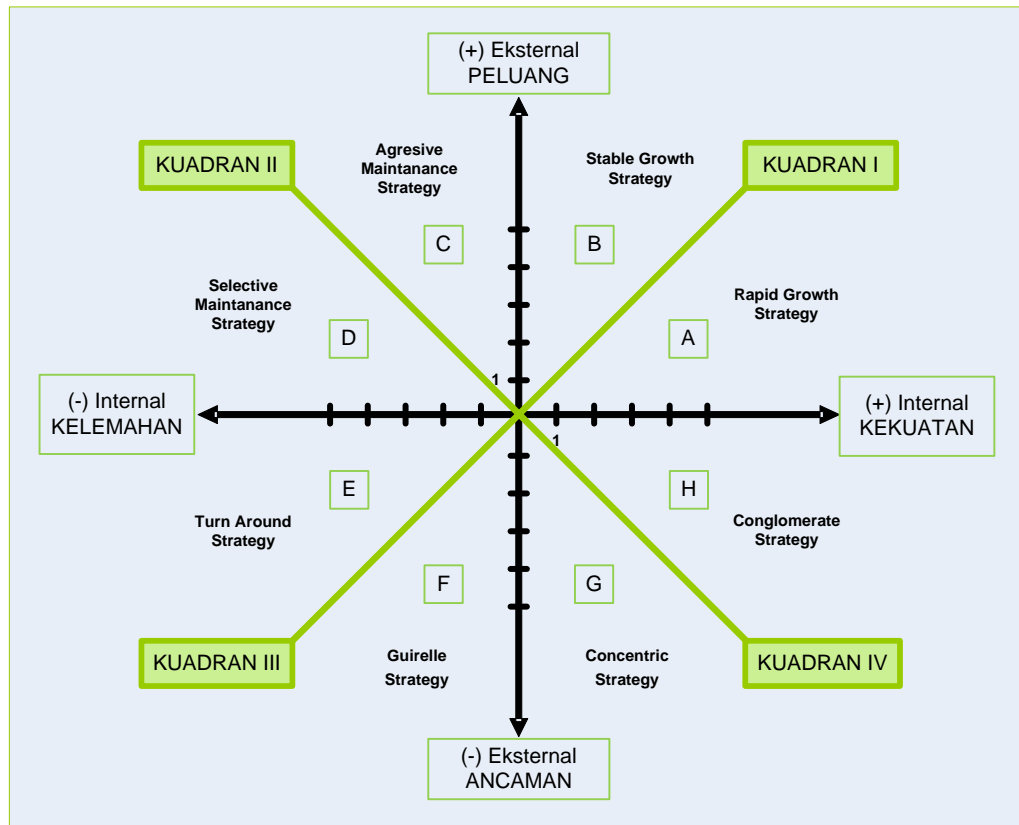 (+) Eksternal
PELUANG
KUADRAN II
Agresive
Maintanance
Strategy
Stable Growth
Strategy
KUADRAN I
C
B
Selective
Maintanance
Strategy
D
Rapid Growth
Strategy
A
1
(-) Internal
KELEMAHAN
(+) Internal
KEKUATAN
1
E
H
Turn Around
Strategy
Conglomerate
Strategy
F
G
KUADRAN III
Guirelle
Strategy
Concentric
Strategy
KUADRAN IV
(-) Eksternal
ANCAMAN